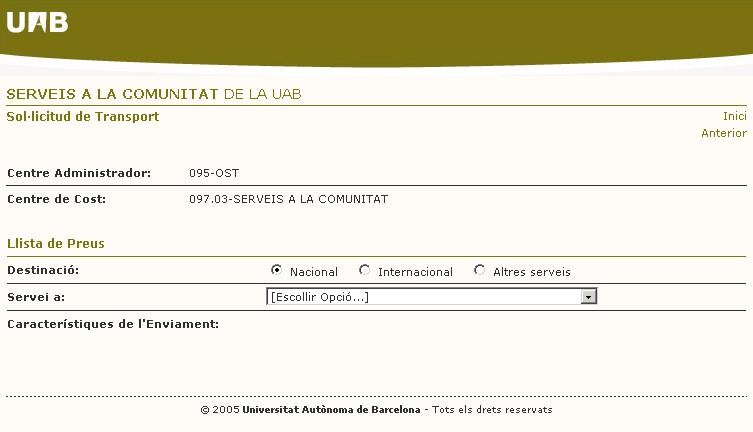 UAB
SERVEIS A LA COMUNITAT DE LA UAB
Sol·licitud de Transport
Inici
Anterior
Centre Administrador: 095-OST
Centre de Cost: 097.03-SERVEIS A LA COMUNITAT
Llista de Preus
Destinació: Nacional Internacional Altres serveis
Servei a: [Escollir Opció...]
Característiques de l'Enviament:
© 2005 Universitat Autònoma de Barcelona - Tots els drets reservats